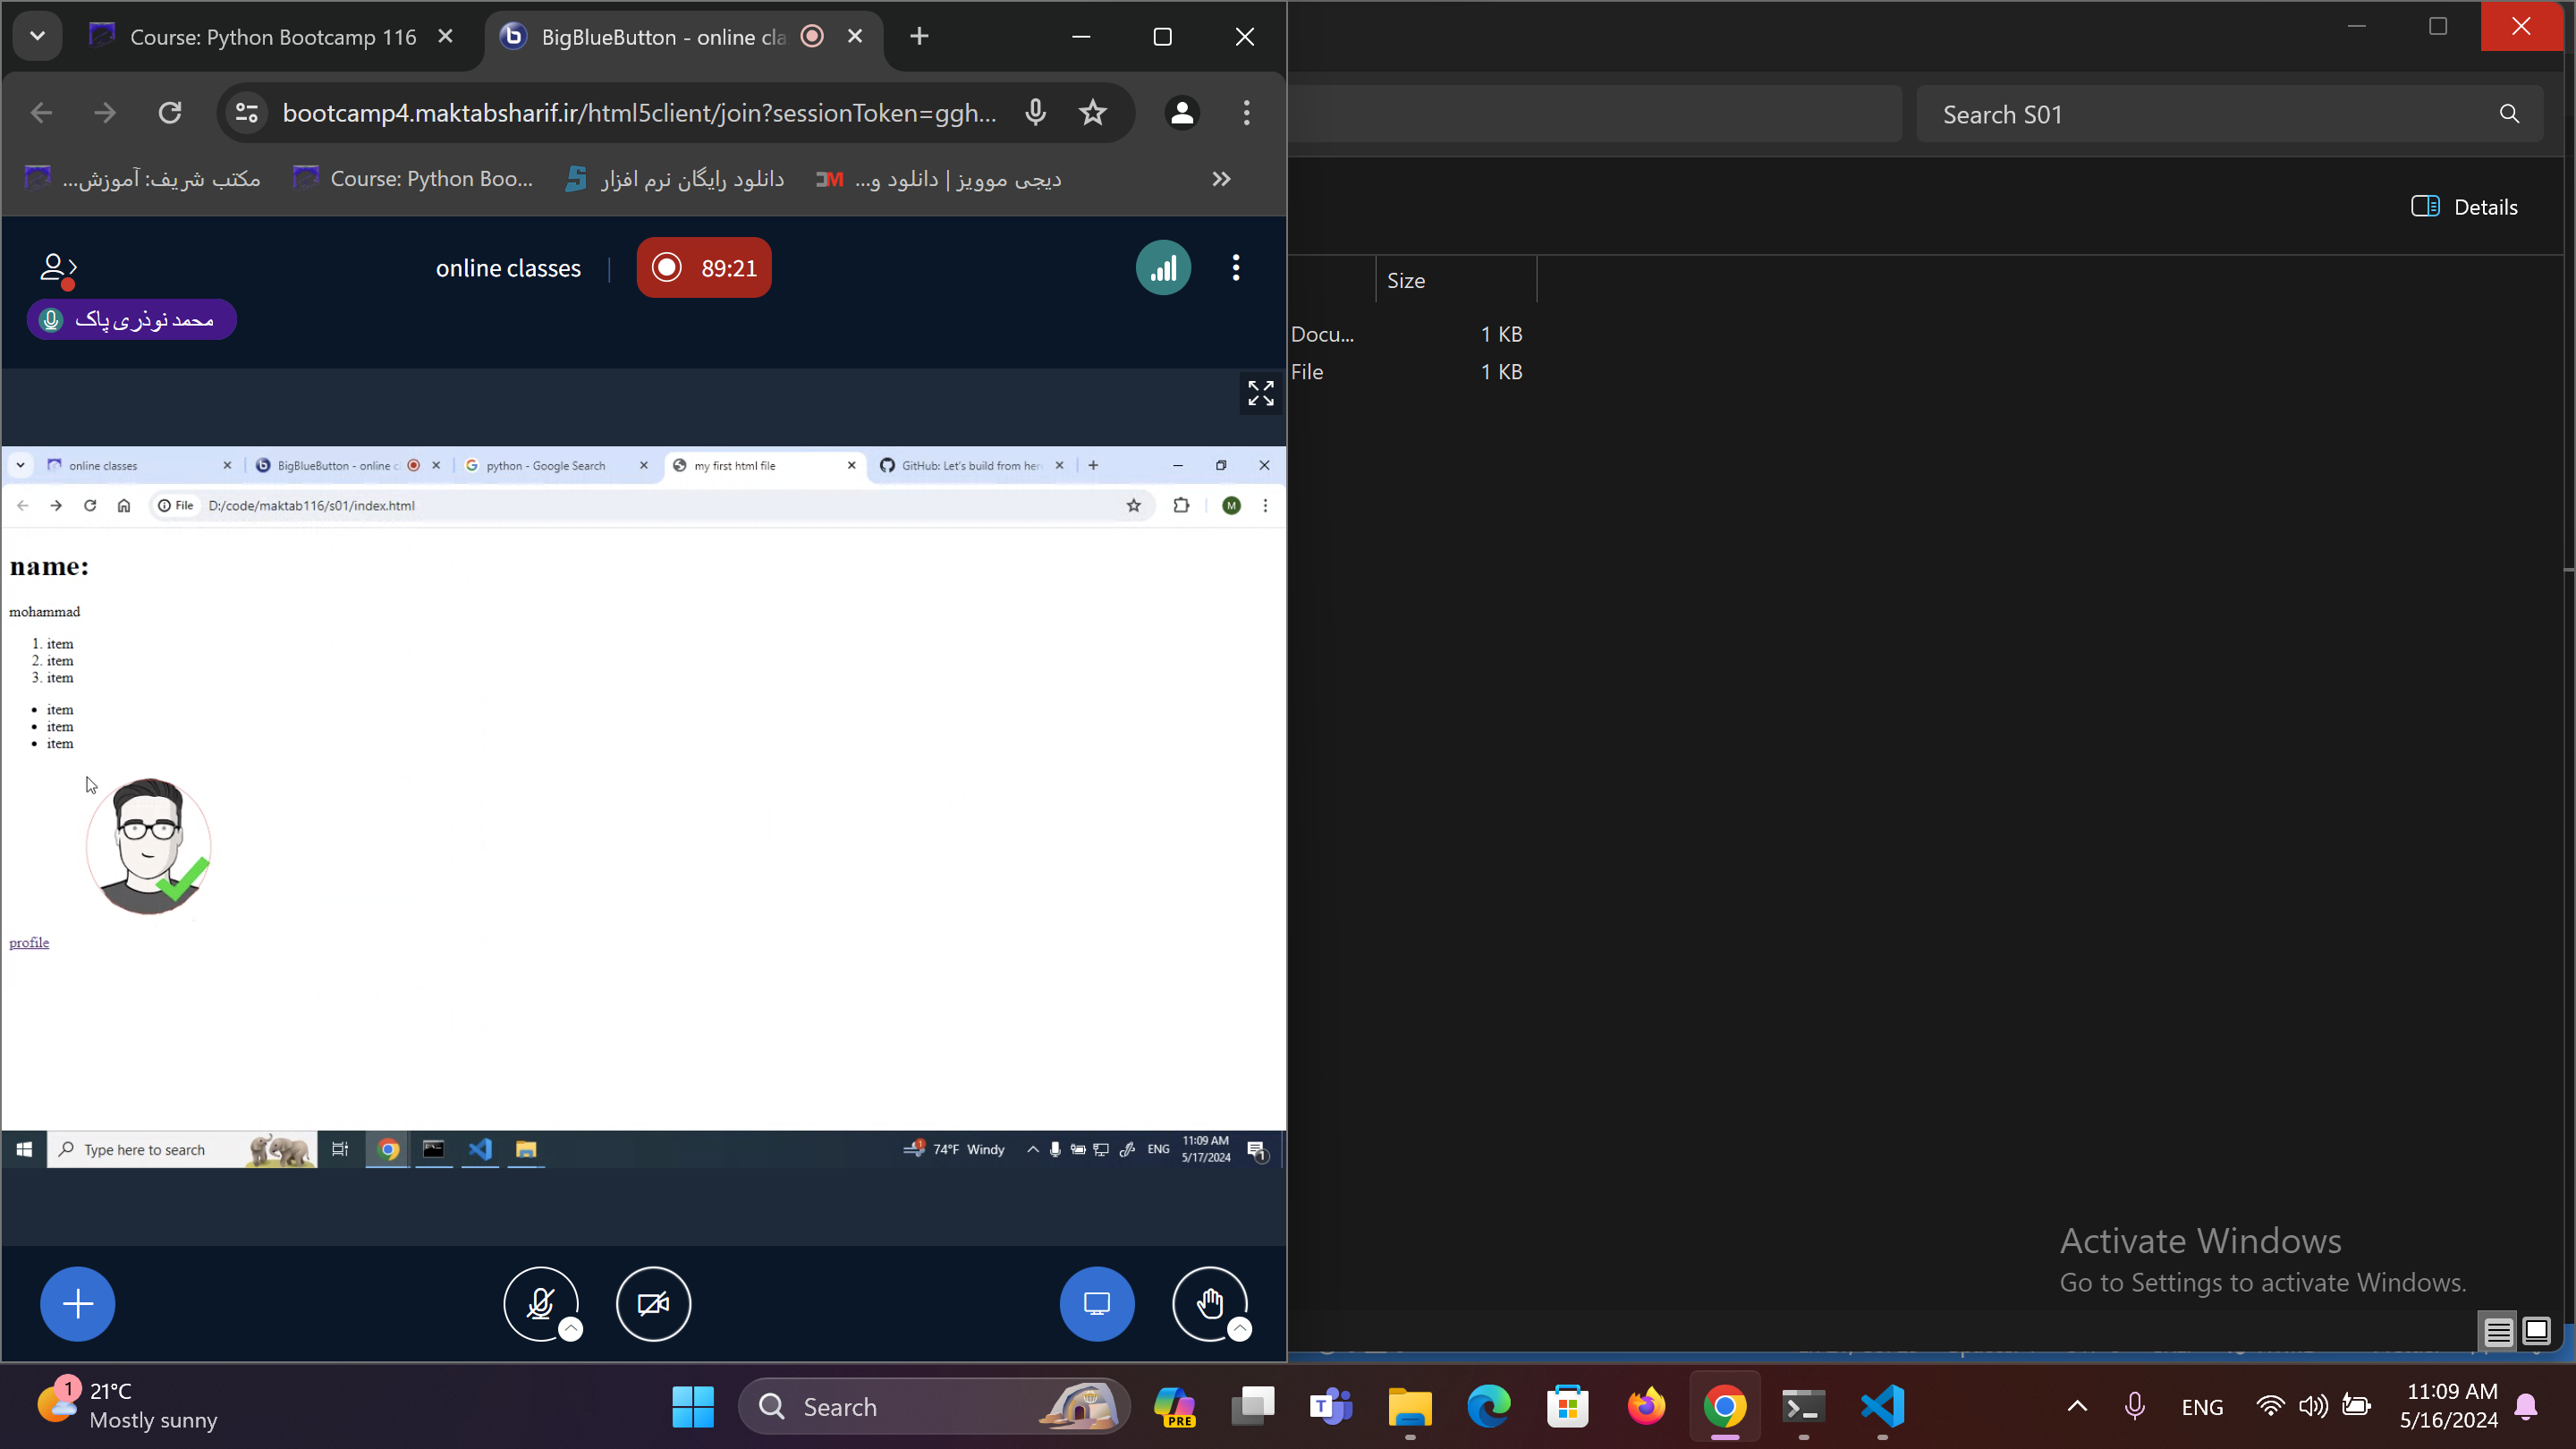 Course: Python Bootcamp 116
BigBlueButton - online cla
bootcamp4.maktabsharif.ir/html5client/join?sessionToken=ggh...
Search S01
مکتب شریف: آموزش...
Course: Python Boo...
دانلود رایگان نرم افزار
دیجی موویز | دانلود و...
Details
online classes
89:21
محمد نوذری پاک
Size
Docu...
1 KB
File
1 KB
online classes
BigBlueButton - online c
python - Google Search
my first html file
GitHub: Let's build from her
File
D:/code/maktab116/s01/index.html
M
name:
mohammad
1. item
2. item
3. item
• item
• item
• item
profile
Type here to search
1
74°F Windy
ENG
11:09 AM
5/17/2024
1
Activate Windows
Go to Settings to activate Windows.
1
21°C
Mostly sunny
Search
PRE
T
ENG
11:09 AM
5/16/2024